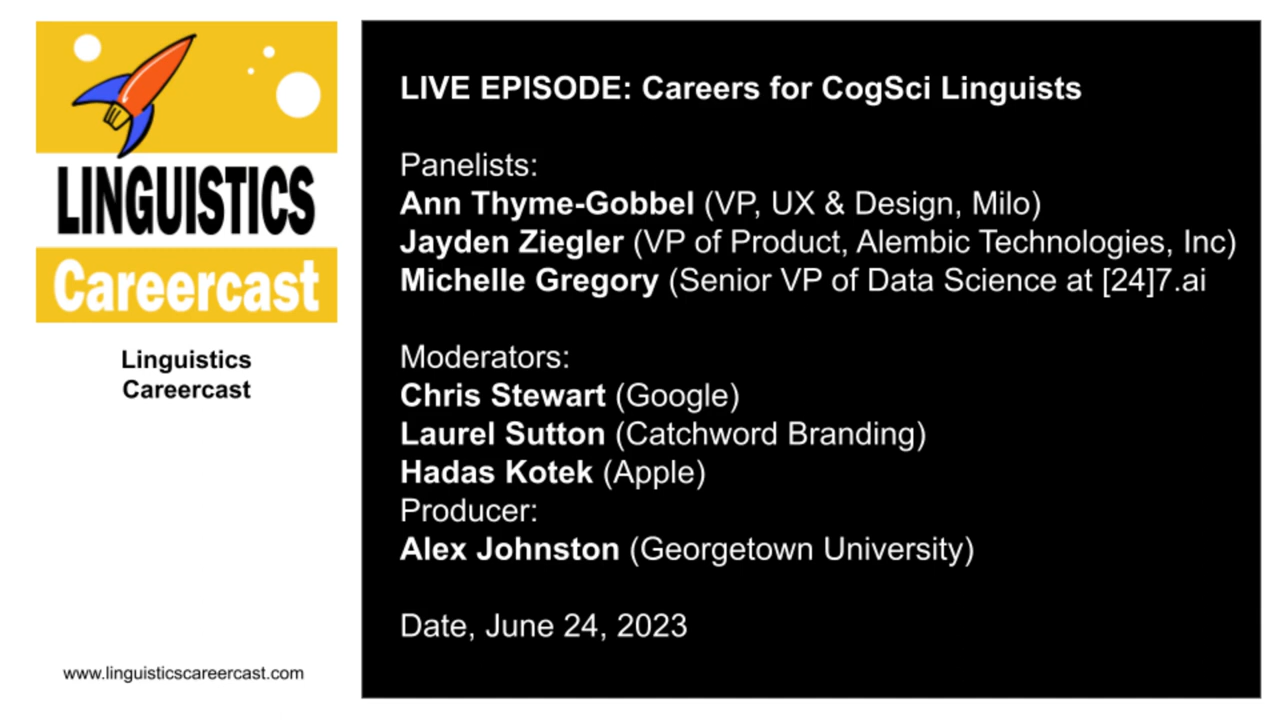 LINGUISTICS
Careercast
Linguistics
Careercast
www.linguisticscareercast.com
LIVE EPISODE: Careers for CogSci Linguists
Panelists:
Ann Thyme-Gobbel (VP, UX & Design, Milo)
Jayden Ziegler (VP of Product, Alembic Technologies, Inc)
Michelle Gregory (Senior VP of Data Science at [24]7.ai
Moderators:
Chris Stewart (Google)
Laurel Sutton (Catchword Branding)
Hadas Kotek (Apple)
Producer:
Alex Johnston (Georgetown University)
Date, June 24, 2023